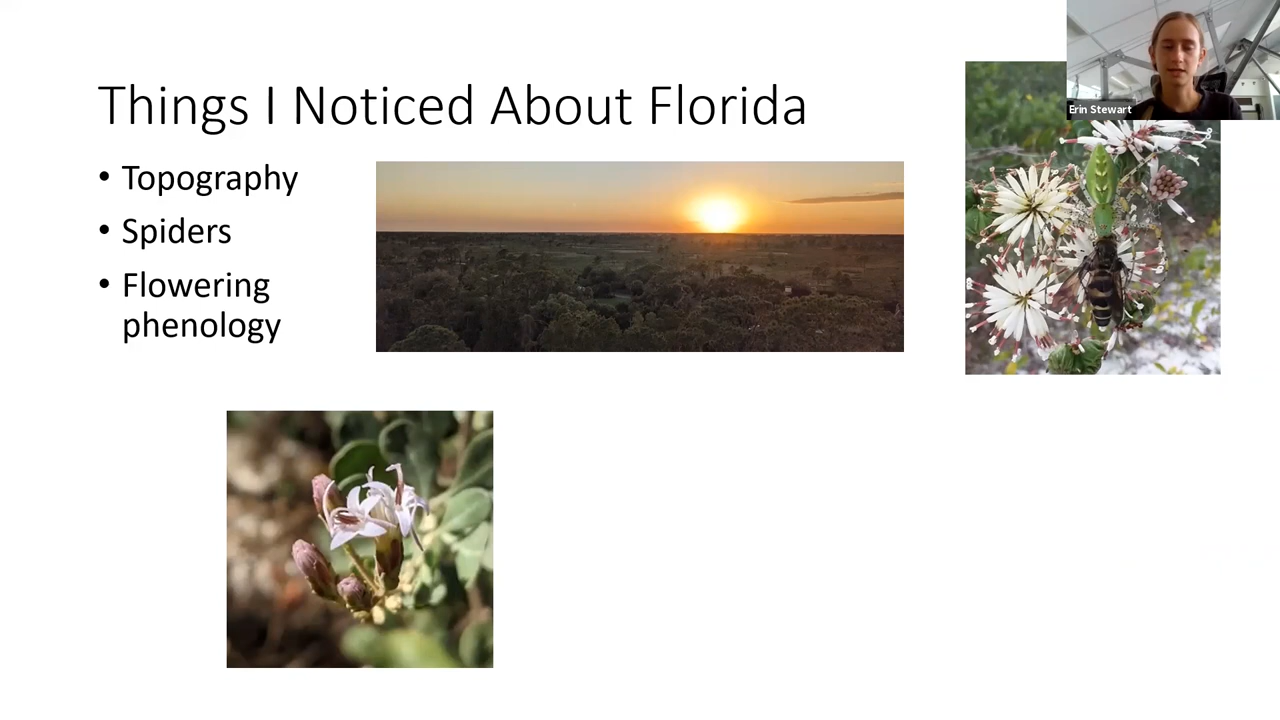 Things I Noticed About Florida
• Topography
• Spiders
• Flowering
phenology
Erin Stewart